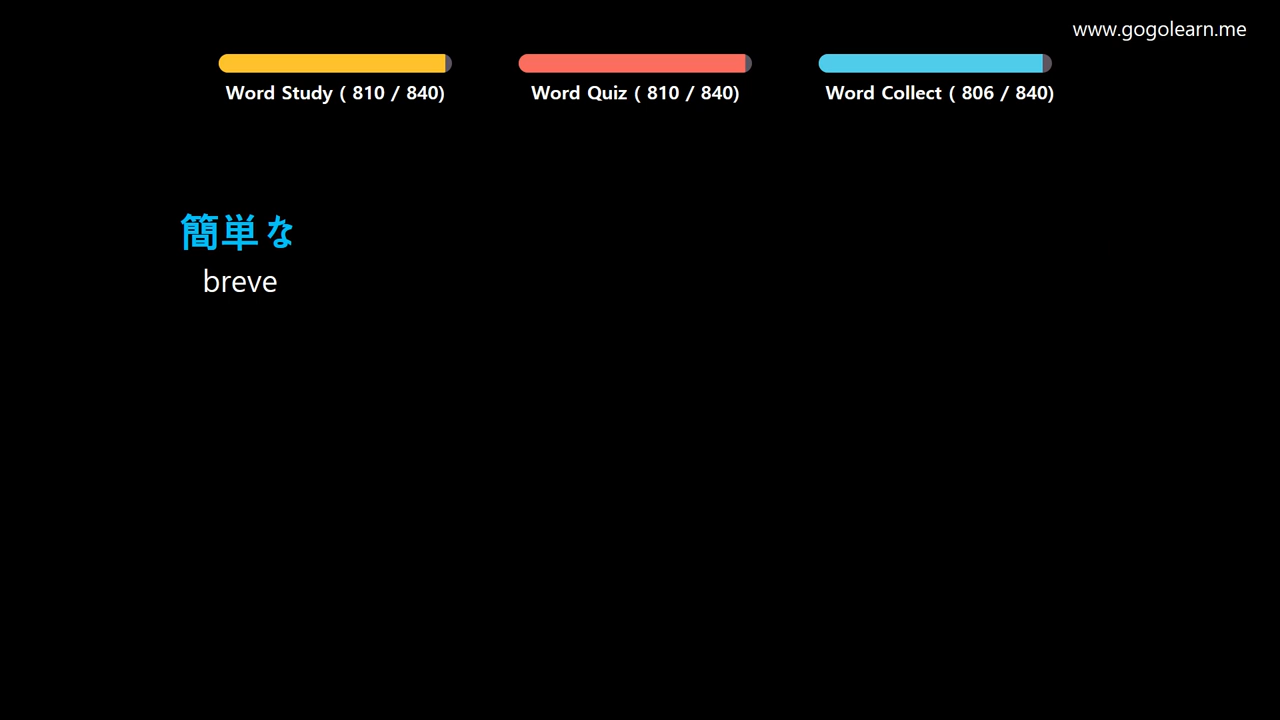 www.gogolearn.me
Word Study ( 810 / 840)
Word Quiz ( 810 / 840)
Word Collect ( 806 / 840)
簡単な
breve